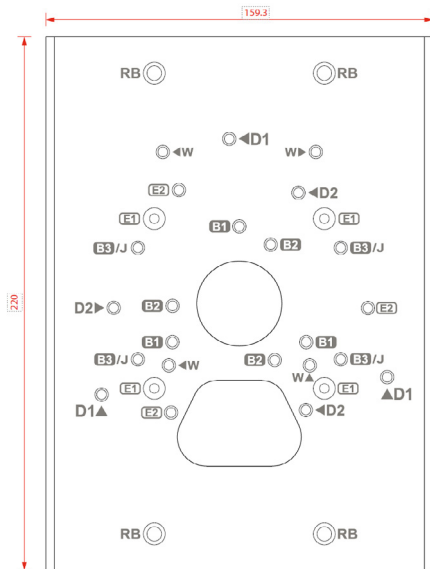 159.3
RB RB
◀D1
◀W W▶
E2 ◀D2
E1 E1
B1
B3/J B2 B3/J
220
D2▶ B2 E2
B1 B1
B3/J B2 B3/J
◀W W▲
E1 E1
D1▲ E2 ◀D2 ▲D1
RB RB